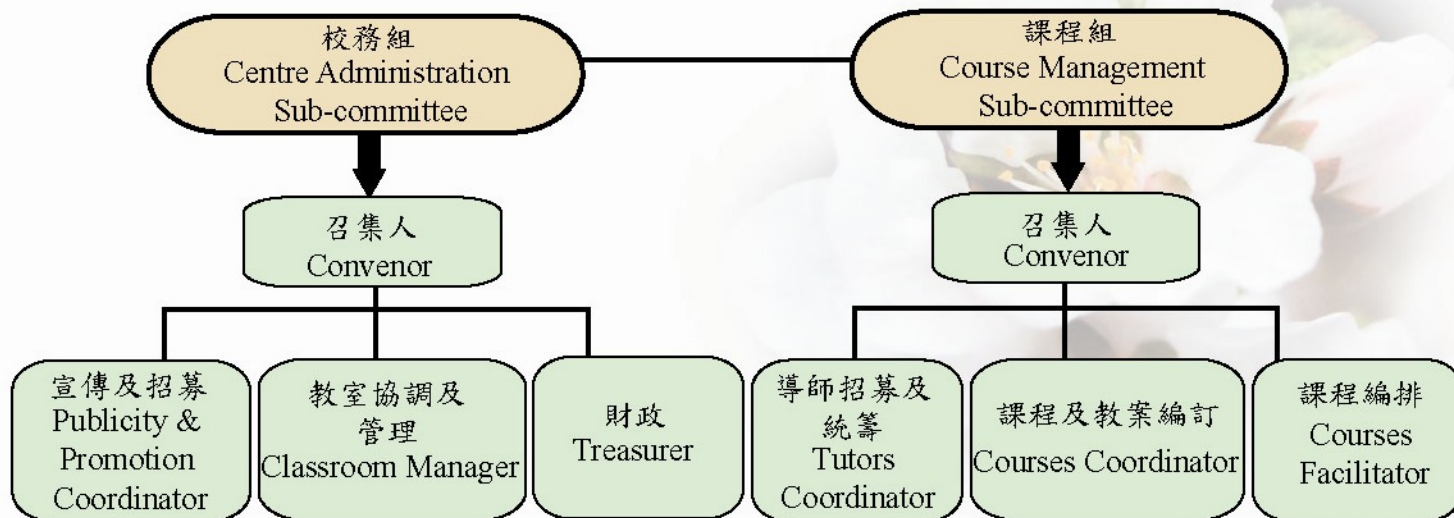 校務組
Centre Administration
Sub-committee
課程組
Course Management
Sub-committee
召集人
Convenor
召集人
Convenor
宣傳及招募
Publicity &
Promotion
Coordinator
教室協調及
管理
Classroom Manager
財政
Treasurer
導師招募及
統籌
Tutors
Coordinator
課程及教案編訂
Courses Coordinator
課程編排
Courses
Facilitator